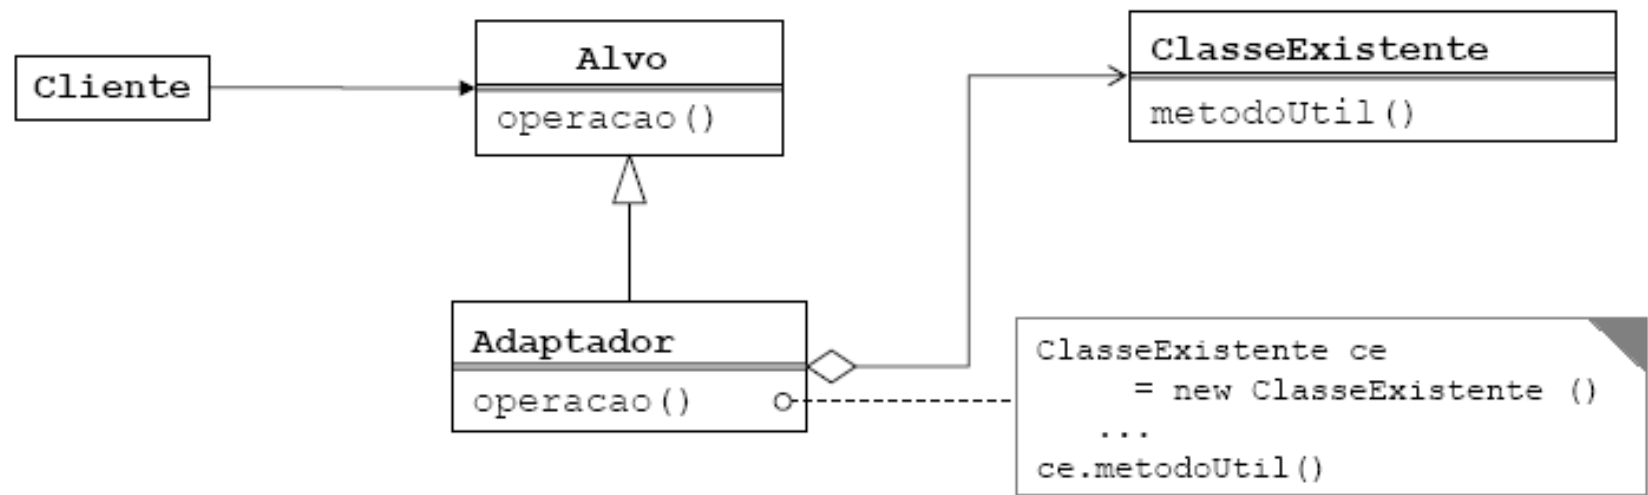 Cliente
Alvo
operacao()
ClasseExistente
metodoUtil()
Adaptador
operacao()
ClasseExistente ce
= new ClasseExistente ()
...
ce.metodoUtil()